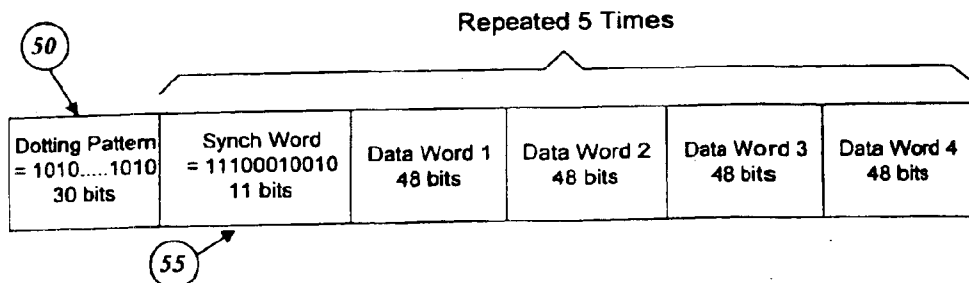 Repeated 5 Times
50
Dotting Pattern
= 1010.....1010
30 bits
Synch Word
= 11100010010
11 bits
Data Word 1
48 bits
Data Word 2
48 bits
Data Word 3
48 bits
Data Word 4
48 bits
55